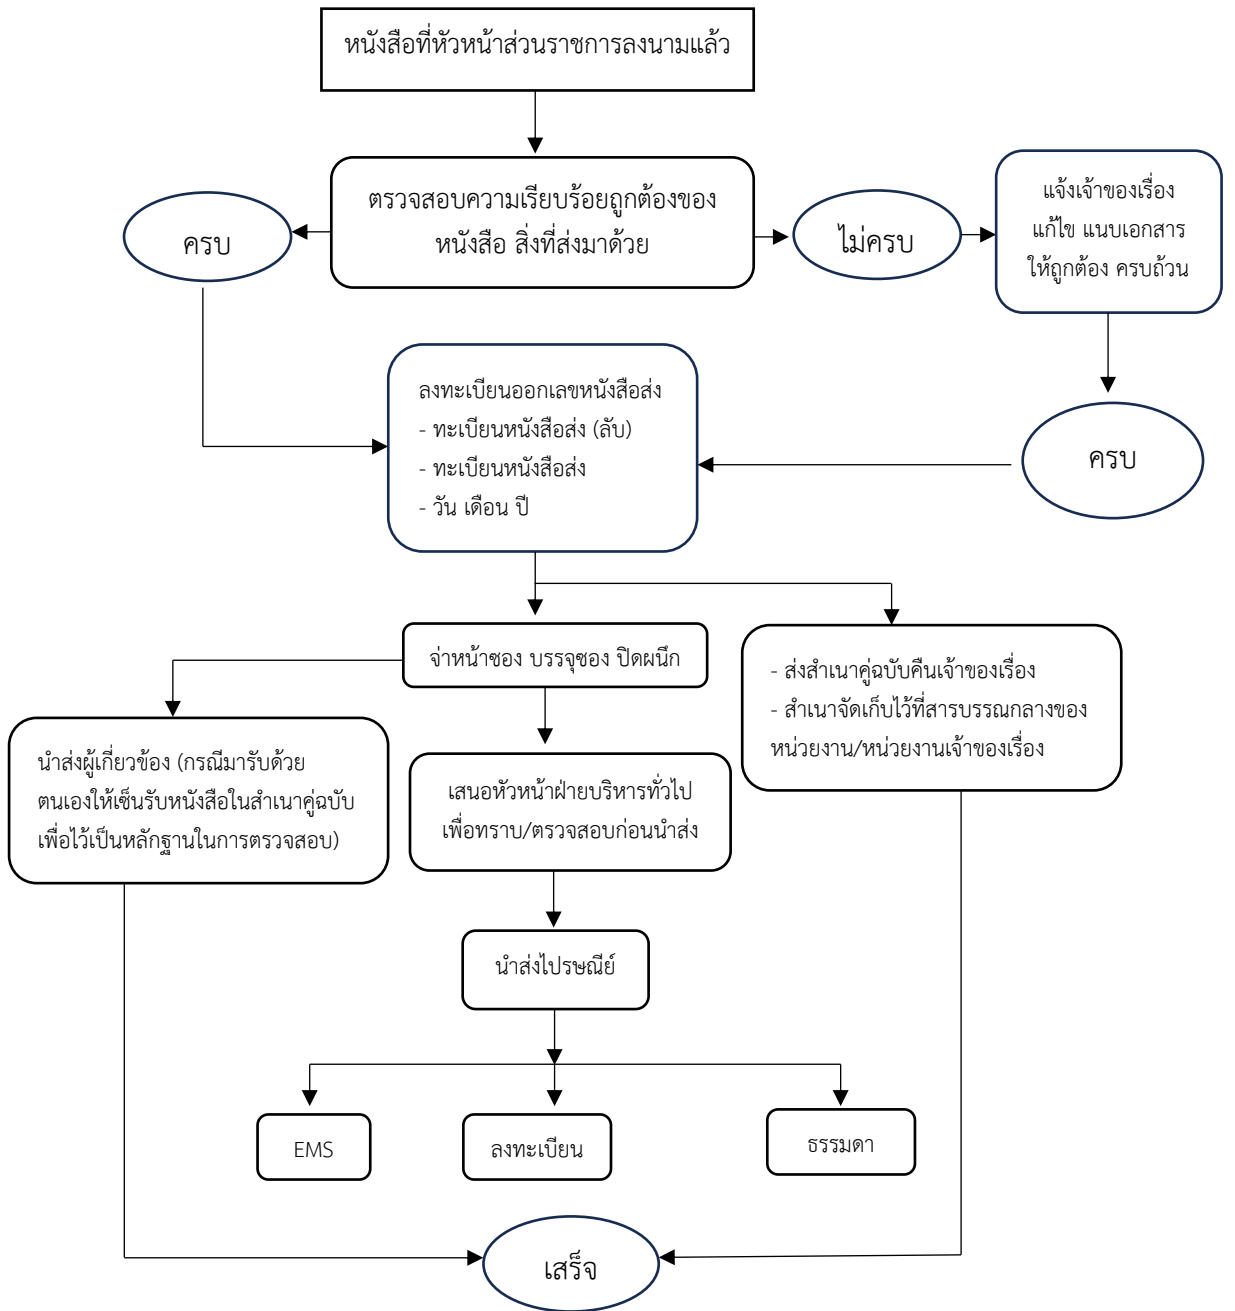 หนังสือที่หัวหน้าส่วนราชการลงนามแล้ว
ตรวจสอบความเรียบร้อยถูกต้องของ
หนังสือ สิ่งที่ส่งมาด้วย
ครบ
ไม่ครบ
แจ้งเจ้าของเรื่อง
แก้ไข แนบเอกสาร
ให้ถูกต้อง ครบถ้วน
ลงทะเบียนออกเลขหนังสือส่ง
- ทะเบียนหนังสือส่ง (ลับ)
- ทะเบียนหนังสือส่ง
- วัน เดือน ปี
ครบ
จ่าหน้าซอง บรรจุซอง ปิดผนึก
- ส่งสำเนาคู่ฉบับคืนเจ้าของเรื่อง
- สำเนาจัดเก็บไว้ที่สารบรรณกลางของ
หน่วยงาน/หน่วยงานเจ้าของเรื่อง
นำส่งผู้เกี่ยวข้อง (กรณีมารับด้วย
ตนเองให้เซ็นรับหนังสือในสำเนาคู่ฉบับ
เพื่อไว้เป็นหลักฐานในการตรวจสอบ)
เสนอหัวหน้าฝ่ายบริหารทั่วไป
เพื่อทราบ/ตรวจสอบก่อนนำส่ง
นำส่งไปรษณีย์
EMS
ลงทะเบียน
ธรรมดา
เสร็จ